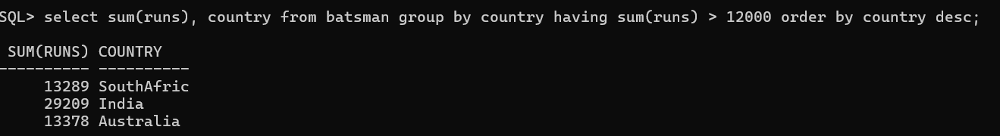 SQL> select sum(runs), country from batsman group by country having sum(runs) > 12000 order by country desc;
 SUM(RUNS) COUNTRY
---------- ----------
     13289 SouthAfric
     29209 India
     13378 Australia